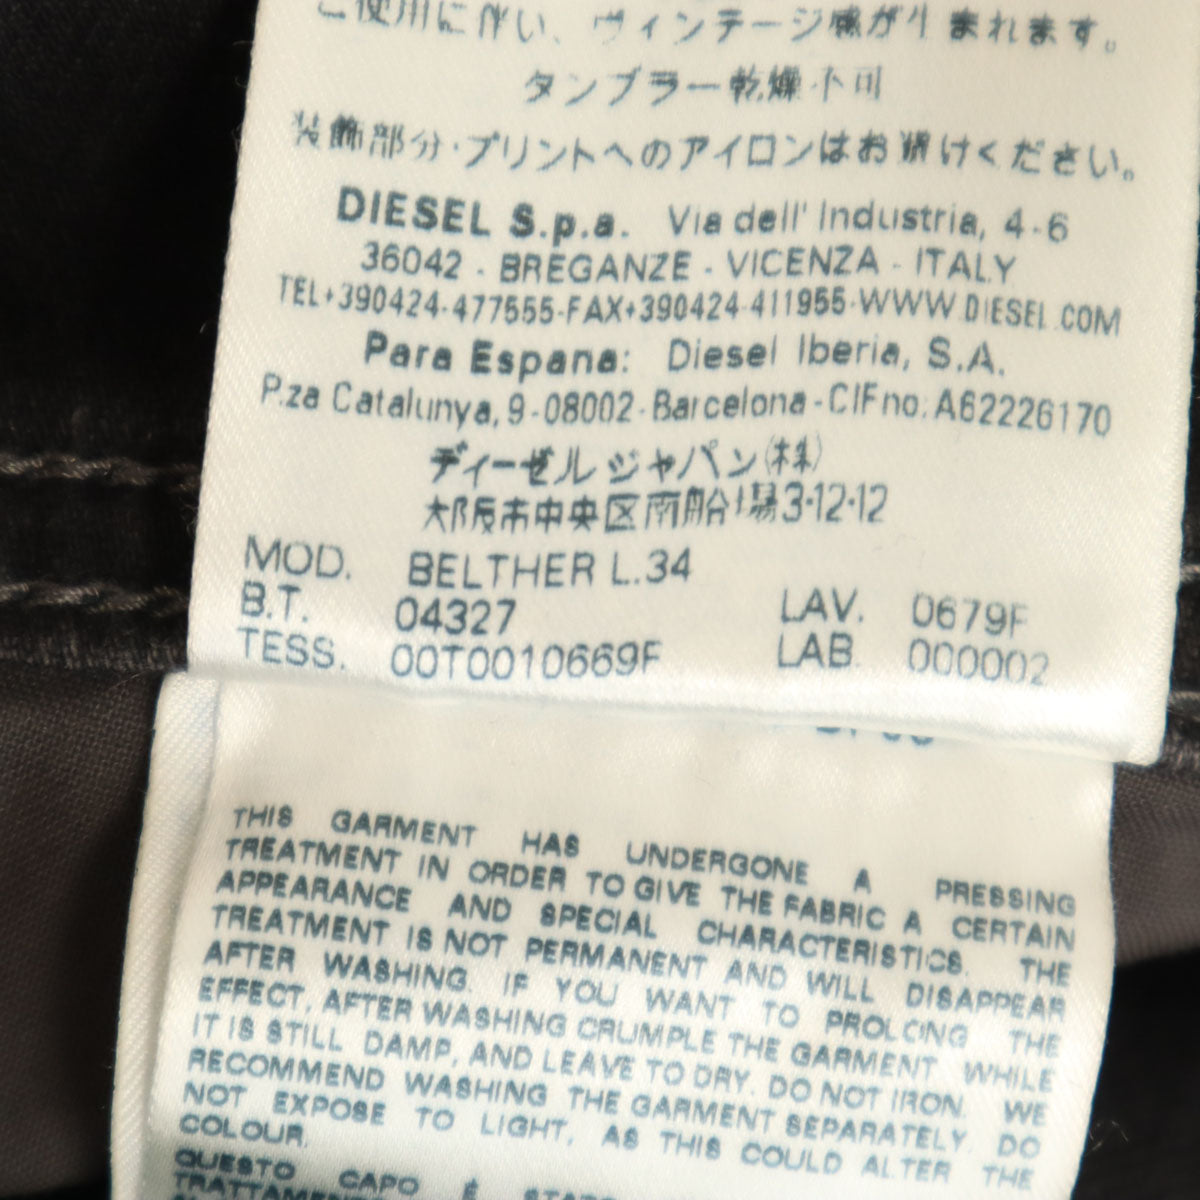 ご使用に伴い、ヴィンテージ感が生まれます。
タンブラー乾燥不可
装飾部分・プリントへのアイロンはお避けください。
DIESEL S.p.a. Via dell' Industria, 4-6
36042 - BREGANZE - VICENZA - ITALY
TEL+390424-477555-FAX+390424-411955-WWW.DIESEL.COM
Para Espana: Diesel Iberia, S.A.
P.za Catalunya, 9-08002-Barcelona-CIF no: A62226170
ディーゼル ジャパン(株)
大阪市中央区南船場3-12-12
MOD. BELTHER L.34
B.T. 04327 LAV. 0679F
TESS. 00T0010669F LAB. 000002
THIS GARMENT HAS UNDERGONE A PRESSING
TREATMENT IN ORDER TO GIVE THE FABRIC A CERTAIN
APPEARANCE AND SPECIAL CHARACTERISTICS. THE
TREATMENT IS NOT PERMANENT AND WILL DISAPPEAR
AFTER WASHING. IF YOU WANT TO PROLONG THE
EFFECT, AFTER WASHING CRUMPLE THE GARMENT WHILE
IT IS STILL DAMP, AND LEAVE TO DRY. DO NOT IRON. WE
RECOMMEND WASHING THE GARMENT SEPARATELY. DO
NOT EXPOSE TO LIGHT, AS THIS COULD ALTER THE
COLOUR.
QUESTO CAPO È